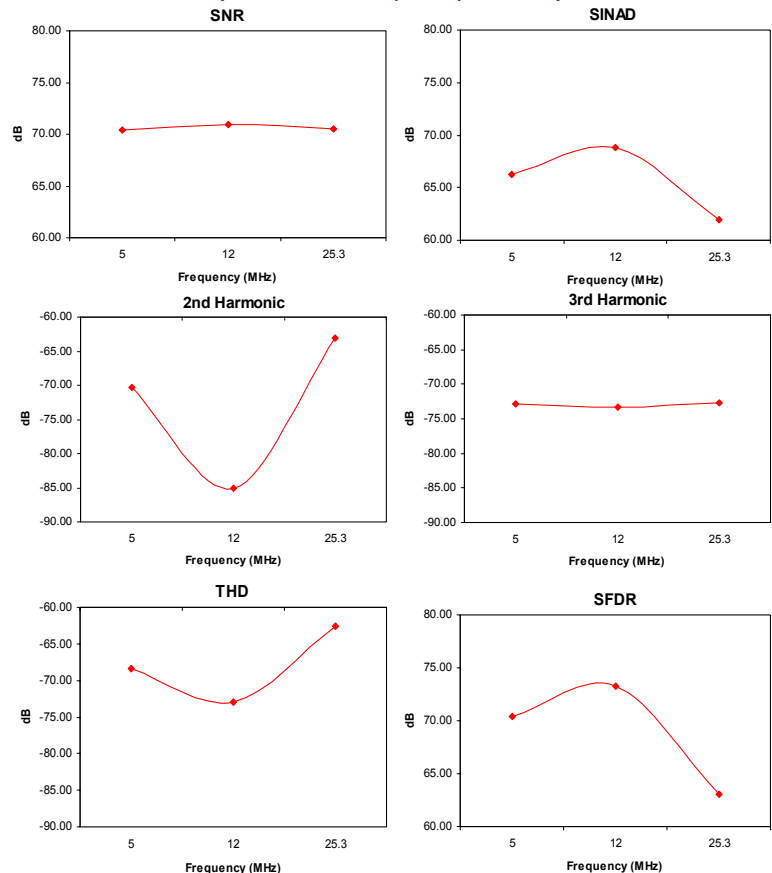 SNR
80.00
75.00
70.00
65.00
60.00
dB
5 12 25.3
Frequency (MHz)
SINAD
80.00
75.00
70.00
65.00
60.00
dB
5 12 25.3
Frequency (MHz)
2nd Harmonic
-60.00
-65.00
-70.00
-75.00
-80.00
-85.00
-90.00
dB
5 12 25.3
Frequency (MHz)
3rd Harmonic
-60.00
-65.00
-70.00
-75.00
-80.00
-85.00
-90.00
dB
5 12 25.3
Frequency (MHz)
THD
-60.00
-65.00
-70.00
-75.00
-80.00
-85.00
-90.00
dB
5 12 25.3
Frequency (MHz)
SFDR
80.00
75.00
70.00
65.00
60.00
dB
5 12 25.3
Frequency (MHz)